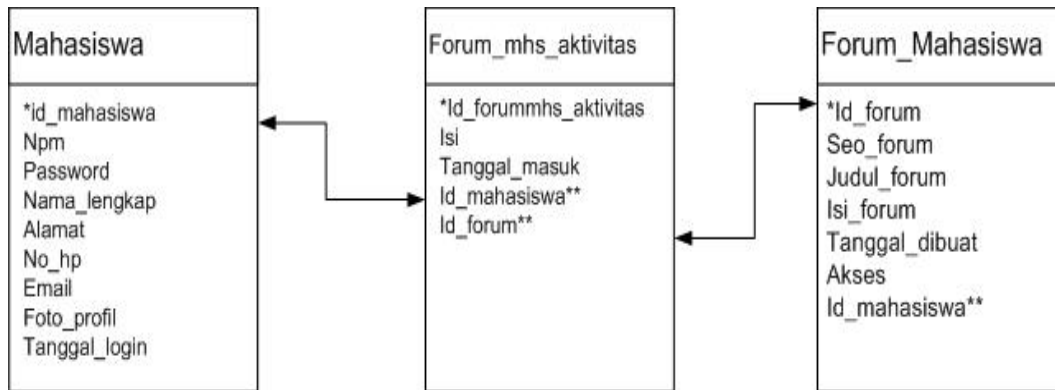 Mahasiswa
*id_mahasiswa
Npm
Password
Nama_lengkap
Alamat
No_hp
Email
Foto_profil
Tanggal_login
Forum_mhs_aktivitas
*Id_forummhs_aktivitas
Isi
Tanggal_masuk
Id_mahasiswa**
Id_forum**
Forum_Mahasiswa
*Id_forum
Seo_forum
Judul_forum
Isi_forum
Tanggal_dibuat
Akses
Id_mahasiswa**